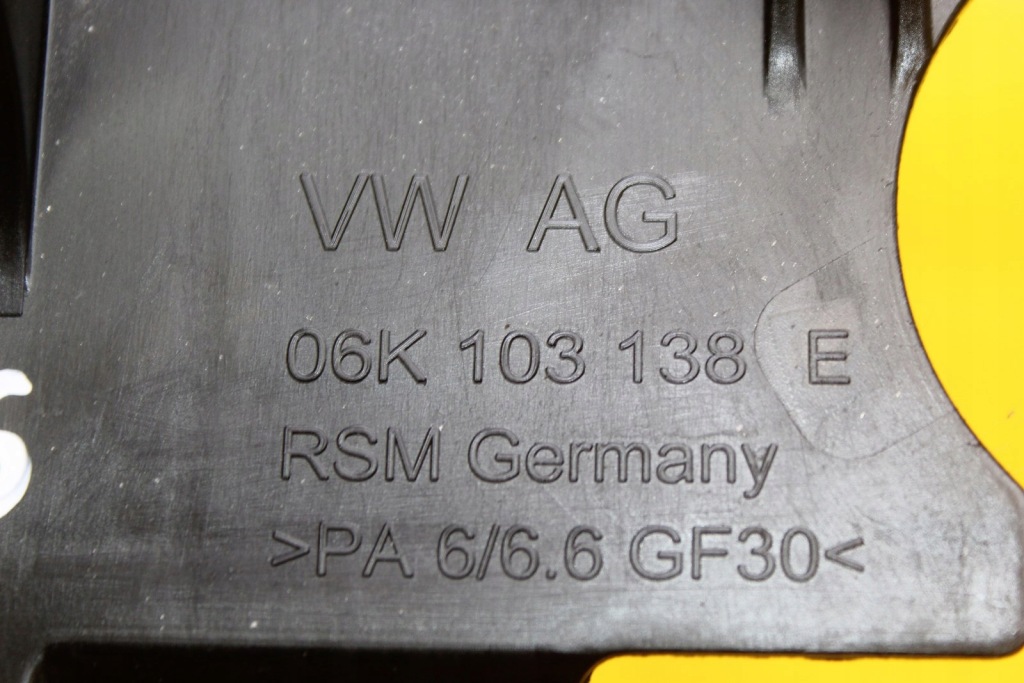 VW AG
06K 103 138 E
RSM Germany
>PA 6/6.6 GF30<